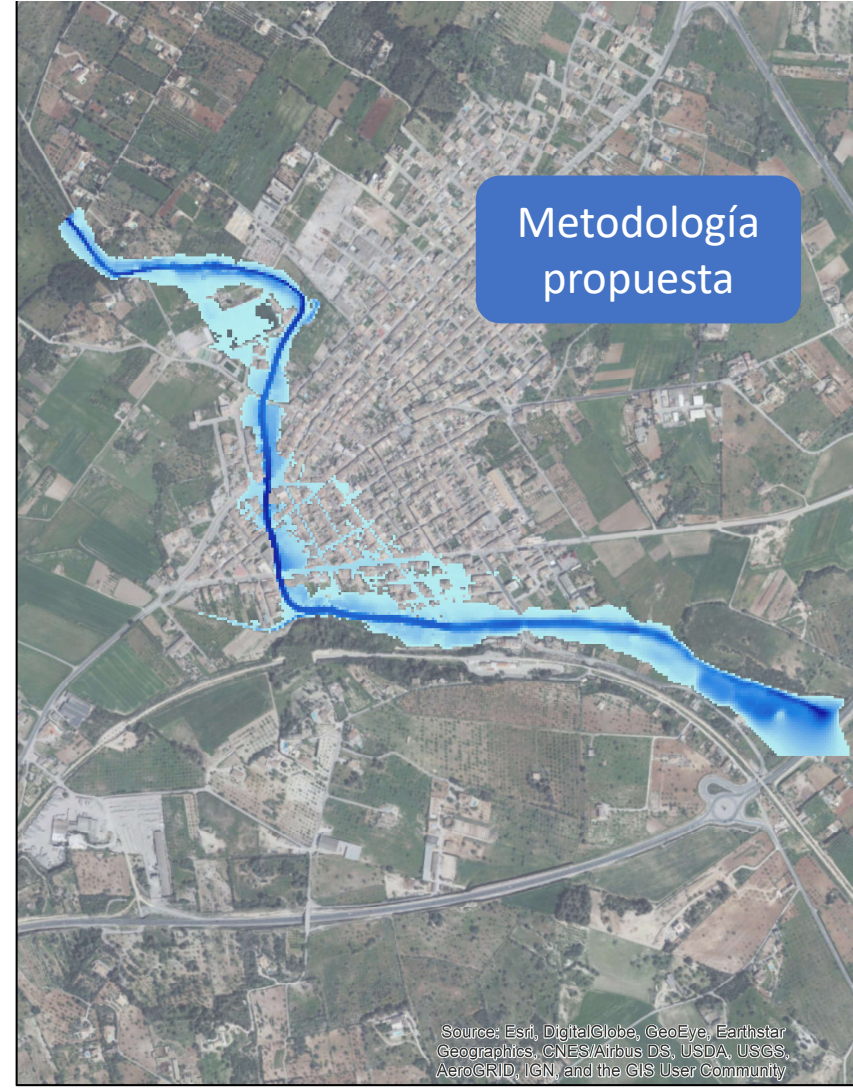 Metodología
propuesta
Source: Esri, DigitalGlobe, GeoEye, Earthstar
Geographics, CNES/Airbus DS, USDA, USGS,
AeroGRID, IGN, and the GIS User Community